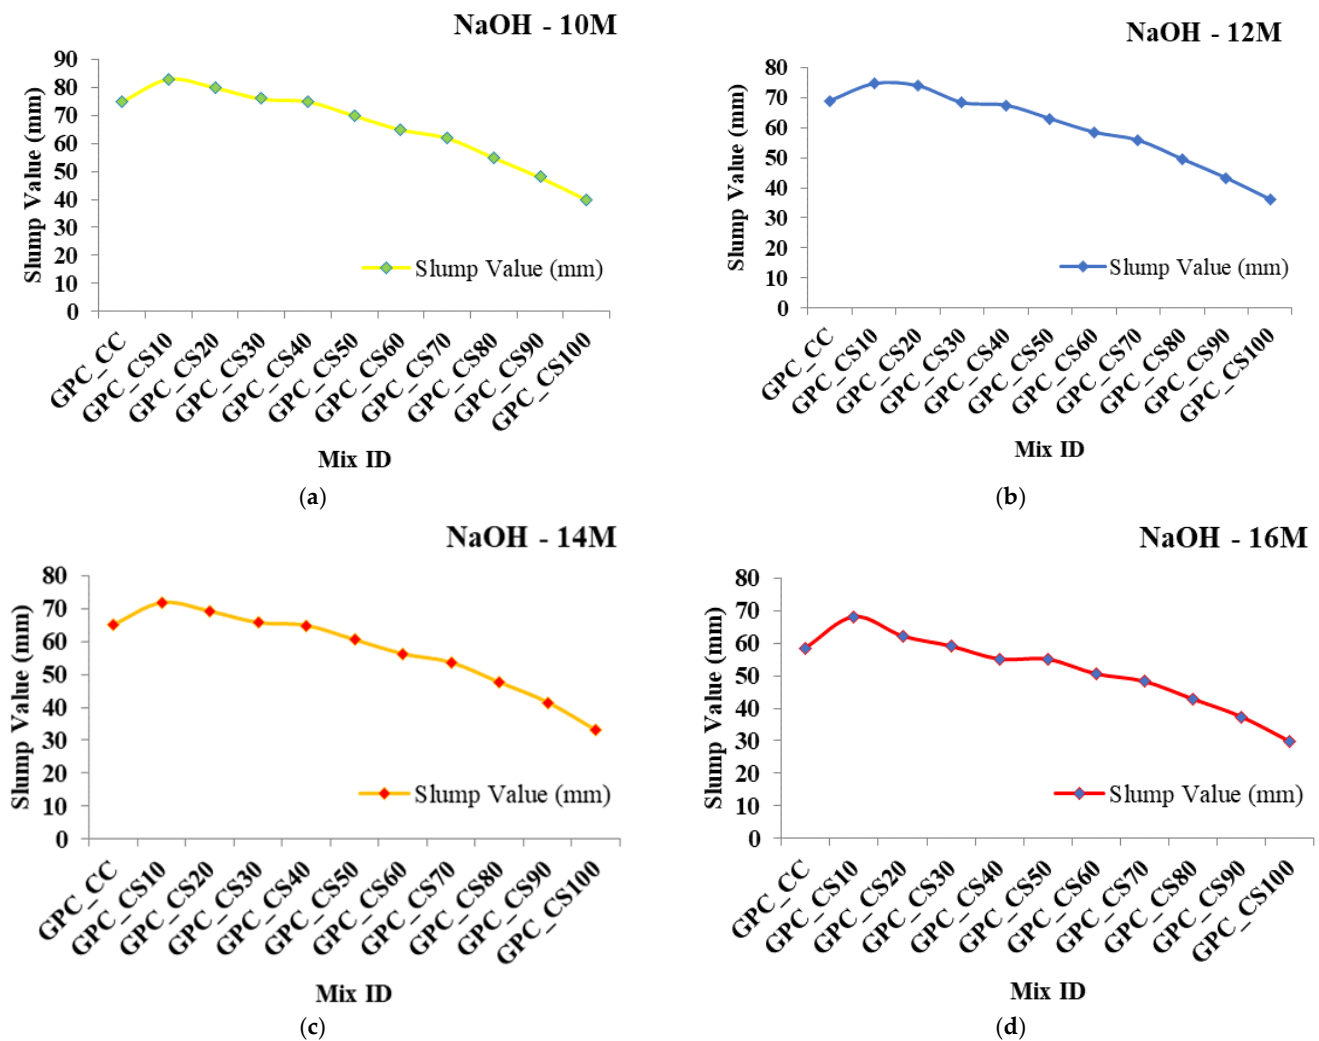 NaOH - 10M
Slump Value (mm)
90
80
70
60
50
40
30
20
10
0
Slump Value (mm)
GPC_CC
GPC_CS10
GPC_CS20
GPC_CS30
GPC_CS40
GPC_CS50
GPC_CS60
GPC_CS70
GPC_CS80
GPC_CS90
GPC_CS100
Mix ID
(a)
NaOH - 12M
Slump Value (mm)
80
70
60
50
40
30
20
10
0
Slump Value (mm)
GPC_CC
GPC_CS10
GPC_CS20
GPC_CS30
GPC_CS40
GPC_CS50
GPC_CS60
GPC_CS70
GPC_CS80
GPC_CS90
GPC_CS100
Mix ID
(b)
NaOH - 14M
Slump Value (mm)
80
70
60
50
40
30
20
10
0
Slump Value (mm)
GPC_CC
GPC_CS10
GPC_CS20
GPC_CS30
GPC_CS40
GPC_CS50
GPC_CS60
GPC_CS70
GPC_CS80
GPC_CS90
GPC_CS100
Mix ID
(c)
NaOH - 16M
Slump Value (mm)
80
70
60
50
40
30
20
10
0
Slump Value (mm)
GPC_CC
GPC_CS10
GPC_CS20
GPC_CS30
GPC_CS40
GPC_CS50
GPC_CS60
GPC_CS70
GPC_CS80
GPC_CS90
GPC_CS100
Mix ID
(d)